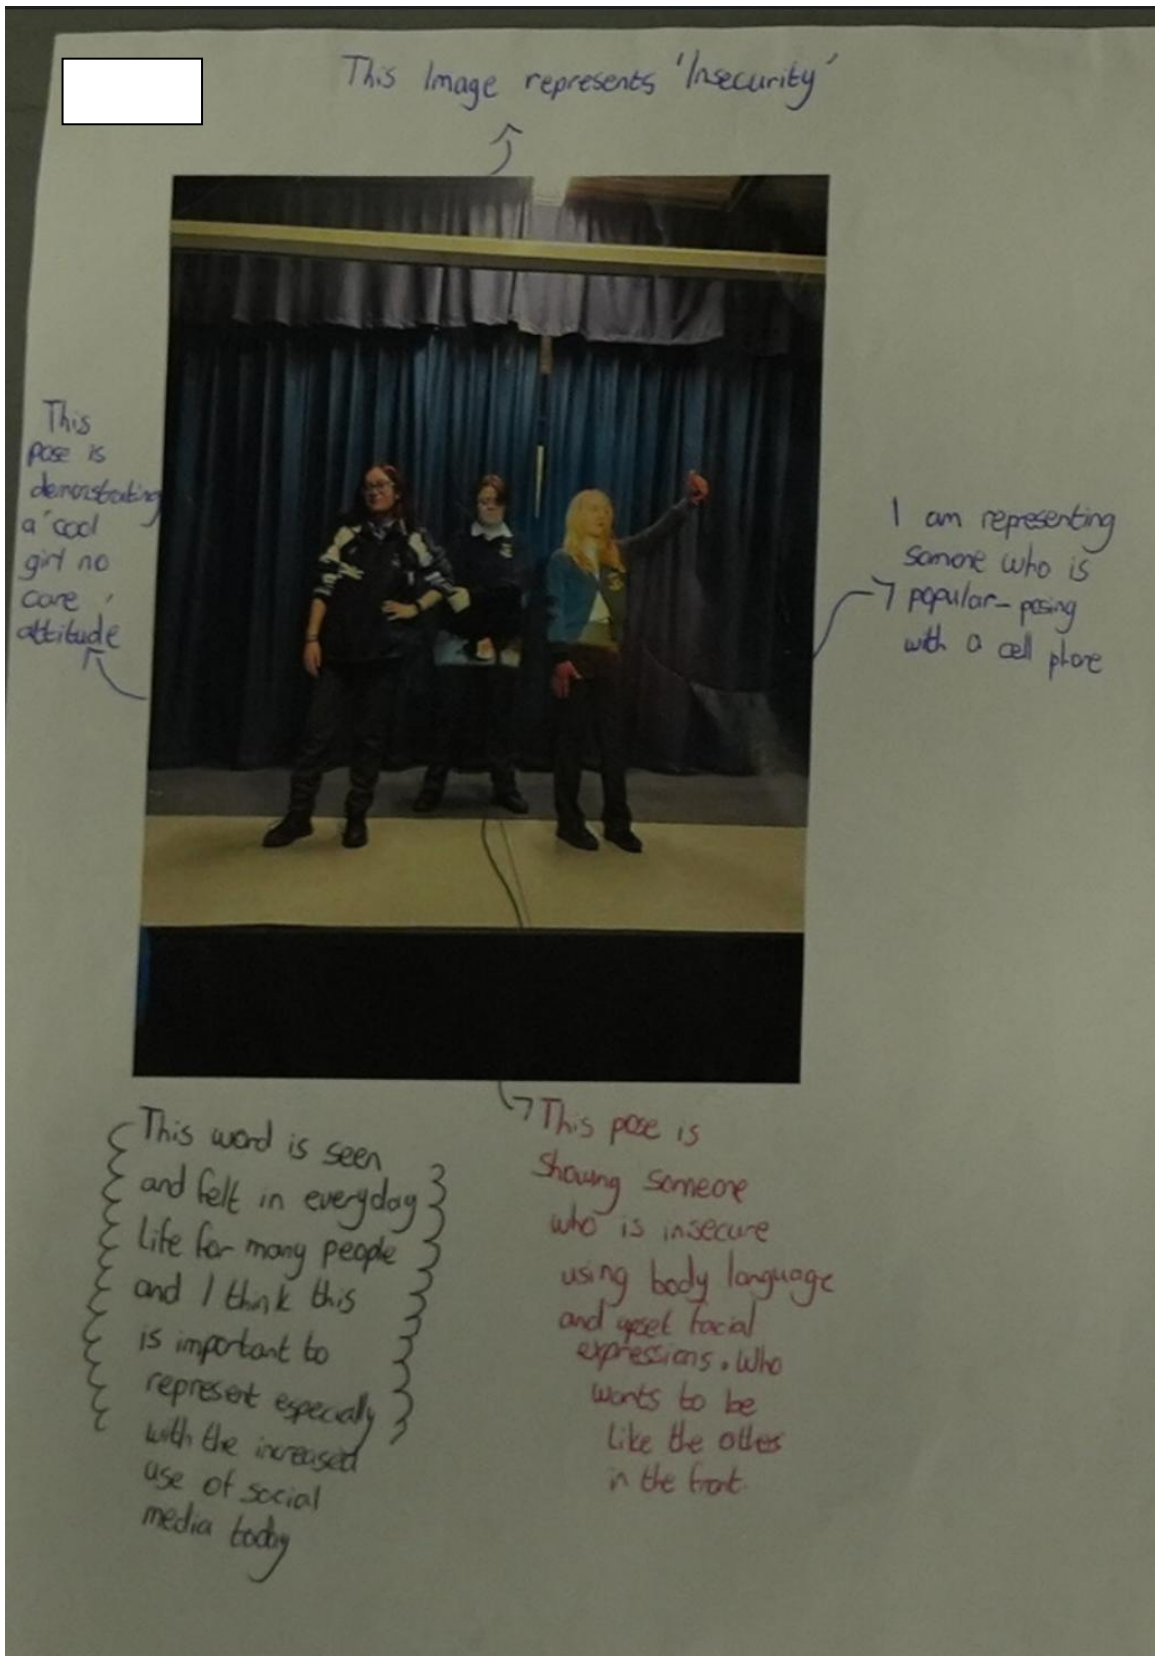 This Image represents 'Insecurity'
This
pose is
demonstrating
a 'cool
girl no
care'
attitude
I am representing
somone who is
popular - posing
with a cell phone
This word is seen
and felt in everyday
life for many people
and I think this
is important to
represent especially
with the increased
use of social
media today
This pose is
showing someone
who is insecure
using body language
and upset facial
expressions. Who
wants to be
like the others
in the front.